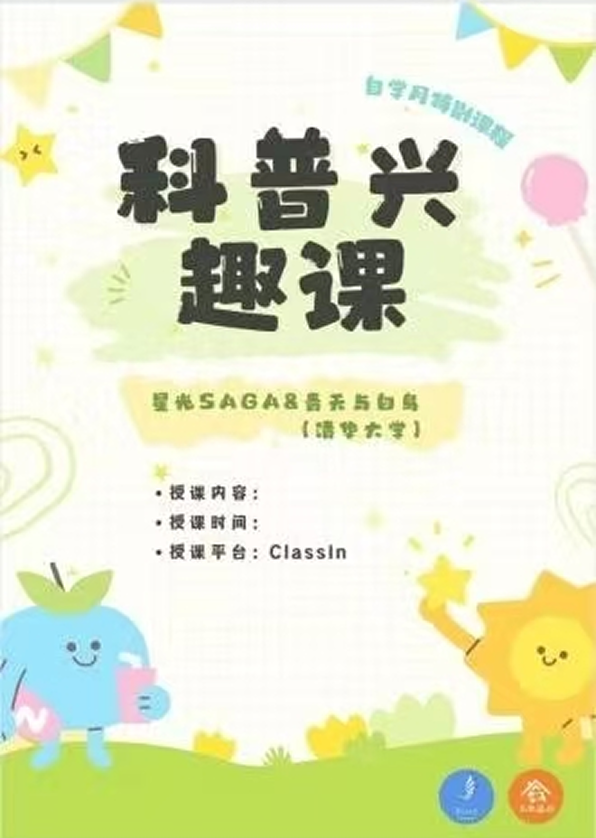 自学月特别课程
科普兴
趣课
星光SAGA&青天与白鸟
(清华大学)
•授课内容：
•授课时间：
•授课平台：ClassIn